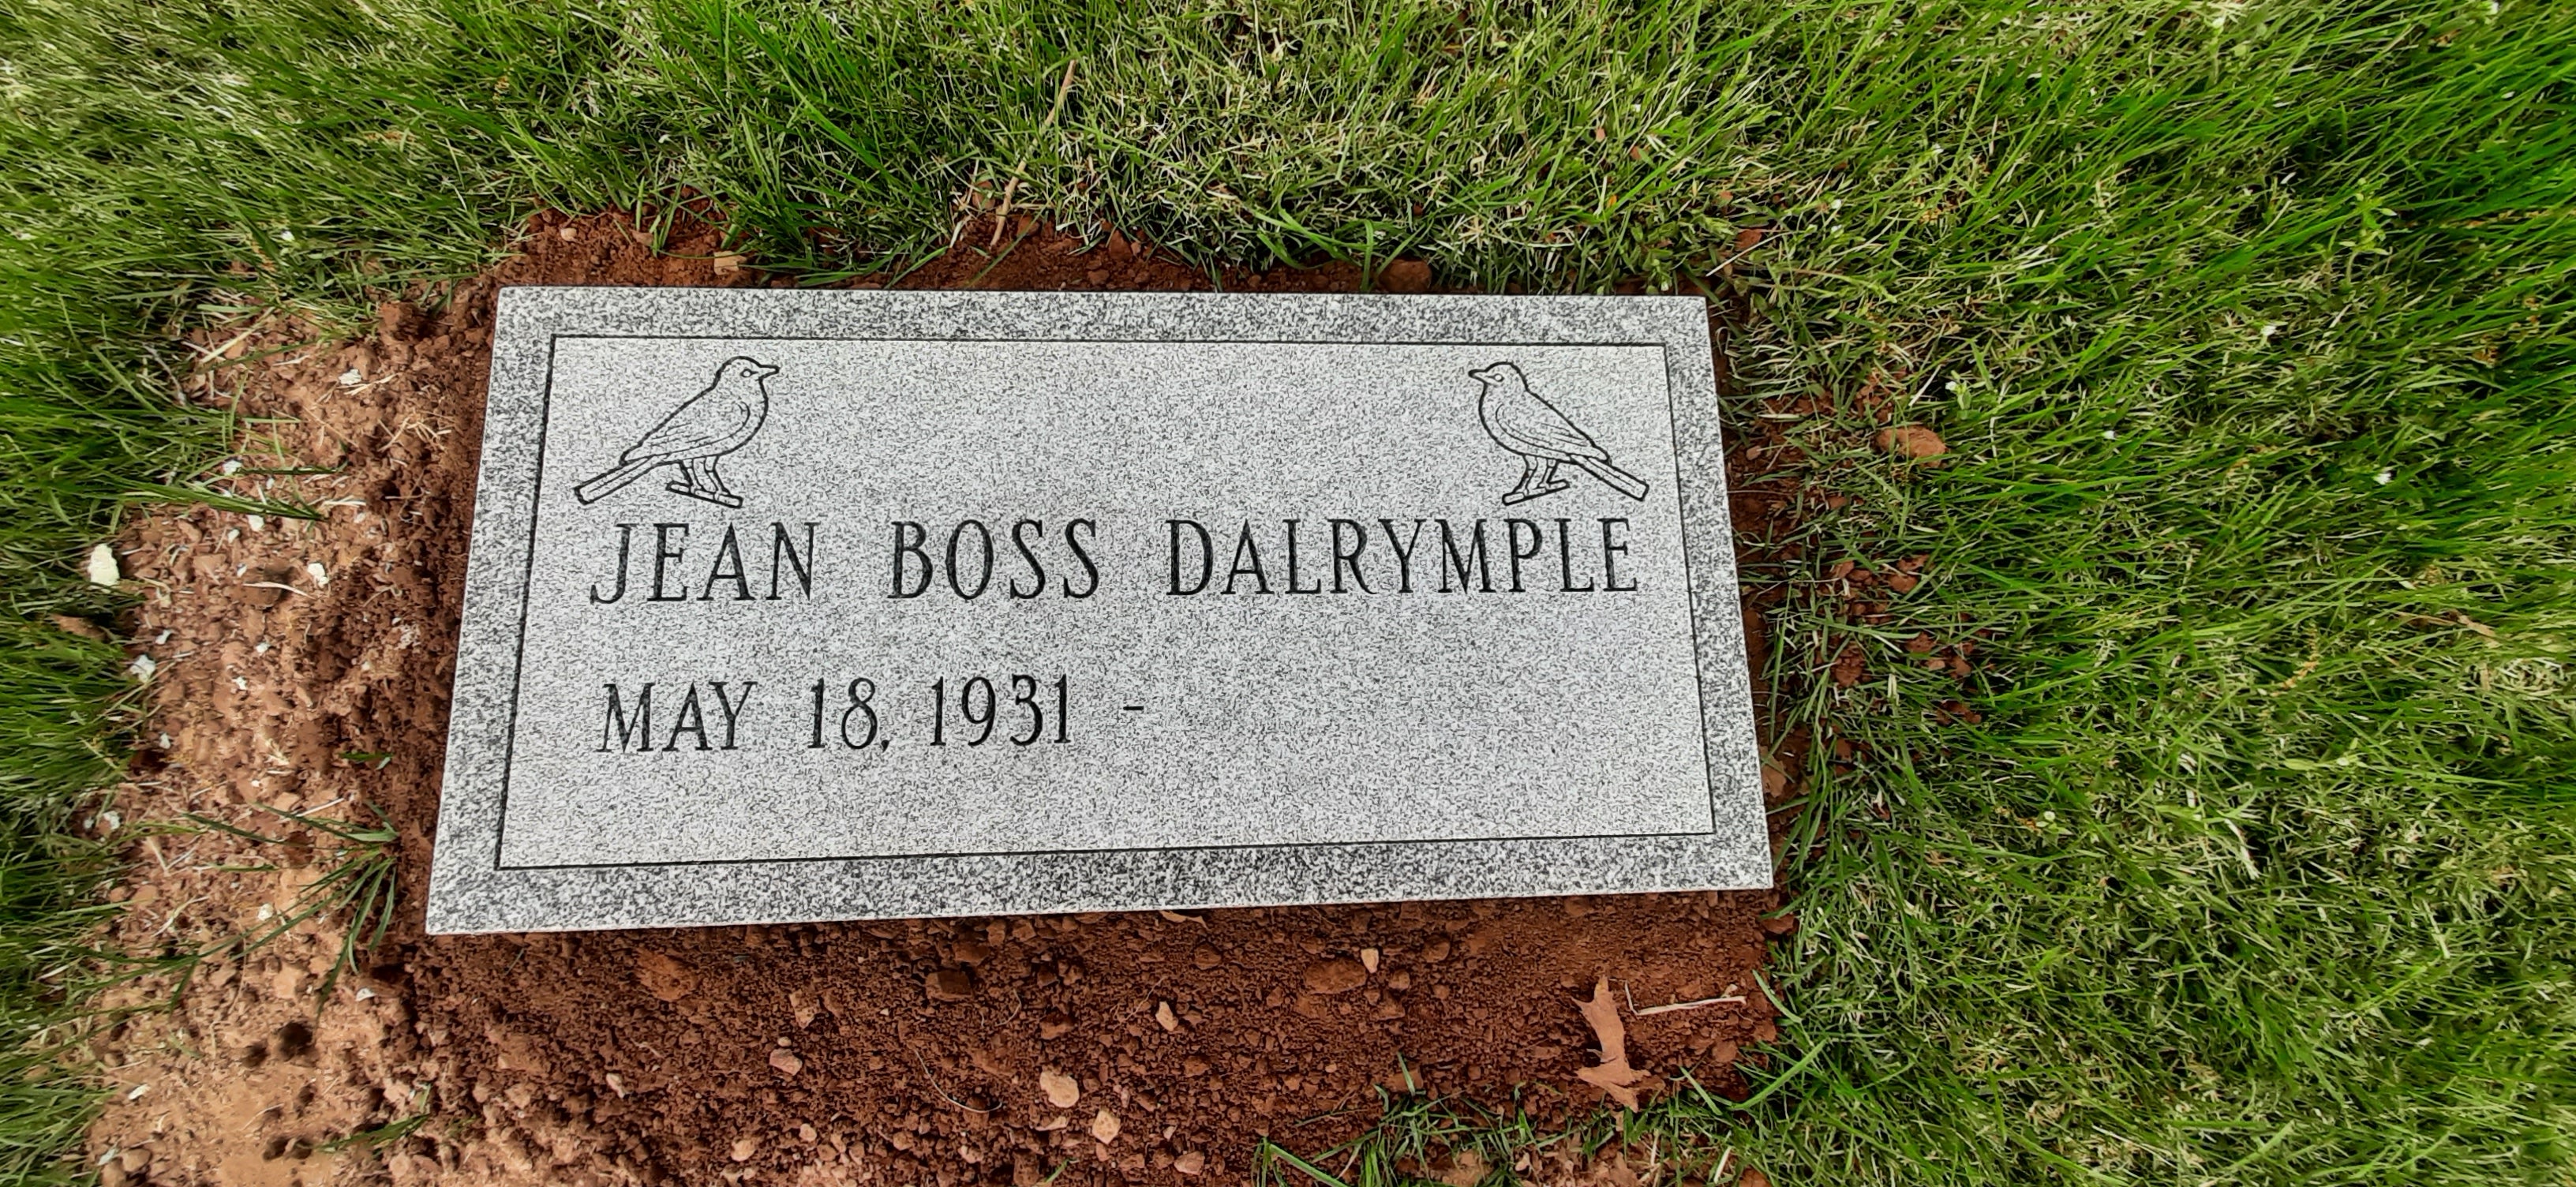 JEAN BOSS DALRYMPLE
MAY 18, 1931 -